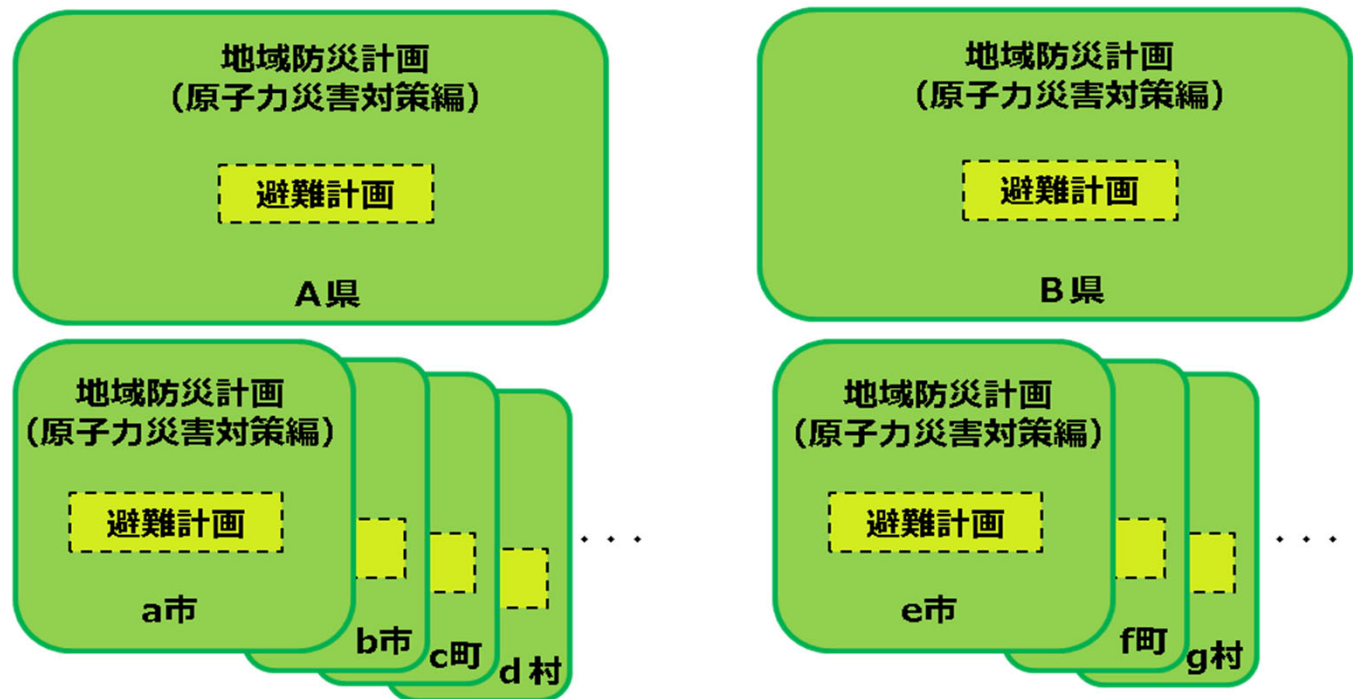 地域防災計画
（原子力災害対策編）
避難計画
A県
地域防災計画
（原子力災害対策編）
避難計画
B県
地域防災計画
（原子力災害対策編）
避難計画
a市
b市
c町
d村
・・・
地域防災計画
（原子力災害対策編）
避難計画
e市
f町
g村
・・・